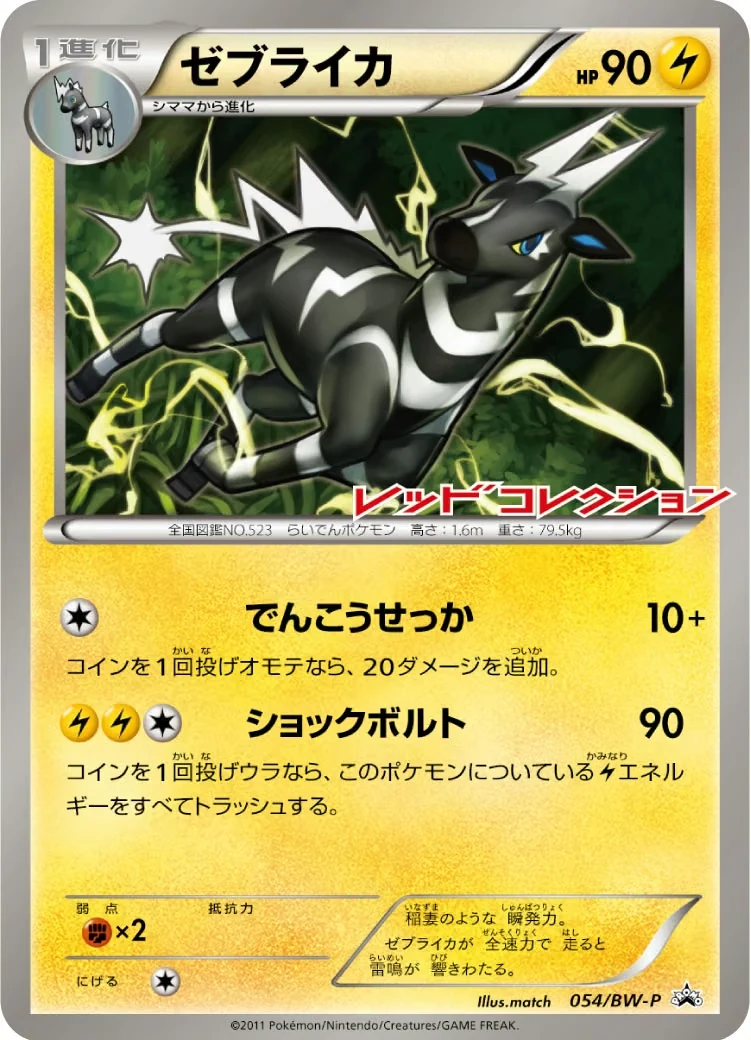 1進化
ゼブライカ
HP90
シママから進化
レッドコレクション
全国図鑑NO.523 らいでんポケモン 高さ:1.6m 重さ:79.5kg
でんこうせっか 10+
コインを1回投げオモテなら、20ダメージを追加。
ショックボルト 90
コインを1回投げウラなら、このポケモンについているエネル
ギーをすべてトラッシュする。
弱点 抵抗力
×2
にげる
稲妻のような 瞬発力。
ゼブライカが 全速力で 走ると
雷鳴が 響きわたる。
Illus.match 054/BW-P PROMO
©2011 Pokémon/Nintendo/Creatures/GAME FREAK.